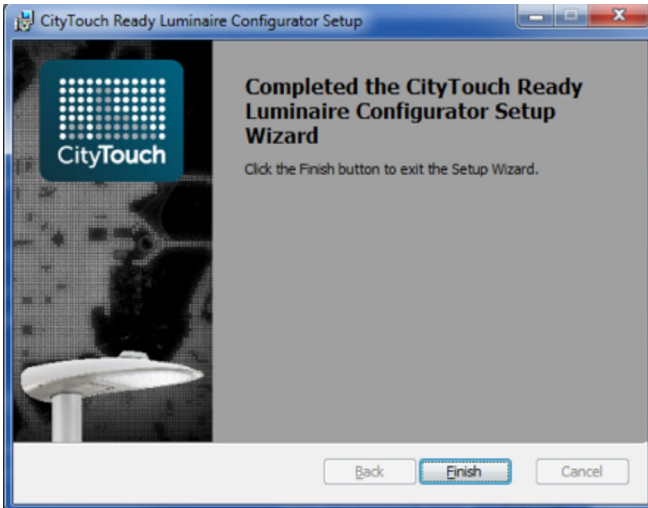 CityTouch Ready Luminaire Configurator Setup
CityTouch
Completed the CityTouch Ready
Luminaire Configurator Setup
Wizard
Click the Finish button to exit the Setup Wizard.
Back
Finish
Cancel